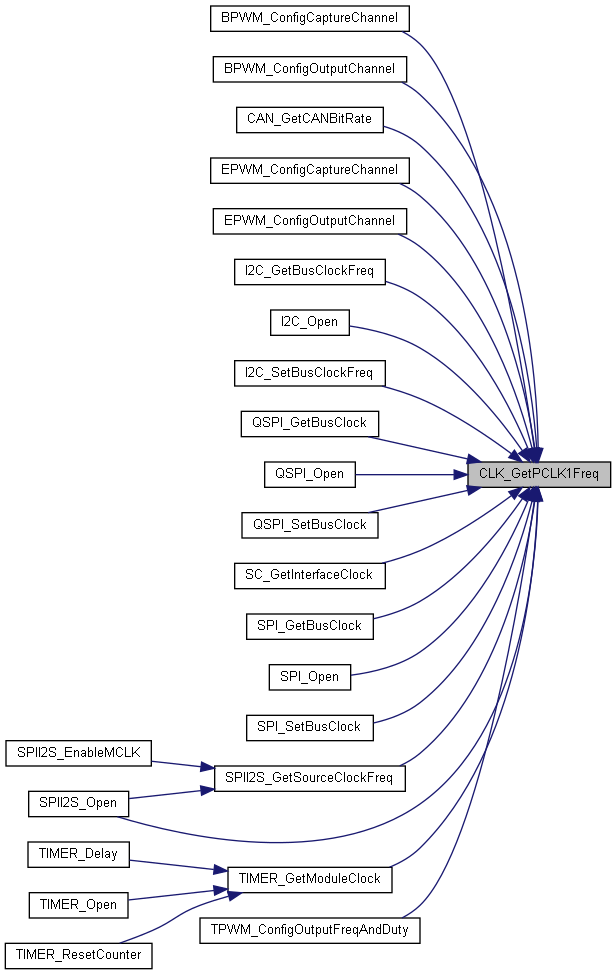 BPWM_ConfigCaptureChannel
BPWM_ConfigOutputChannel
CAN_GetCANBitRate
EPWM_ConfigCaptureChannel
EPWM_ConfigOutputChannel
I2C_GetBusClockFreq
I2C_Open
I2C_SetBusClockFreq
QSPI_GetBusClock
CLK_GetPCLK1Freq
QSPI_Open
QSPI_SetBusClock
SC_GetInterfaceClock
SPI_GetBusClock
SPI_Open
SPI_SetBusClock
SPII2S_EnableMCLK
SPII2S_GetSourceClockFreq
SPII2S_Open
TIMER_Delay
TIMER_GetModuleClock
TIMER_Open
TPWM_ConfigOutputFreqAndDuty
TIMER_ResetCounter